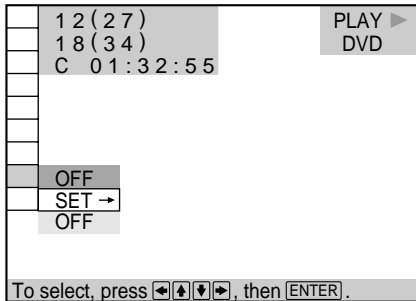 12(27)
18(34)
C 01:32:55
PLAY
DVD
OFF
SET →
OFF
To select, press ←↑↓→, then ENTER.